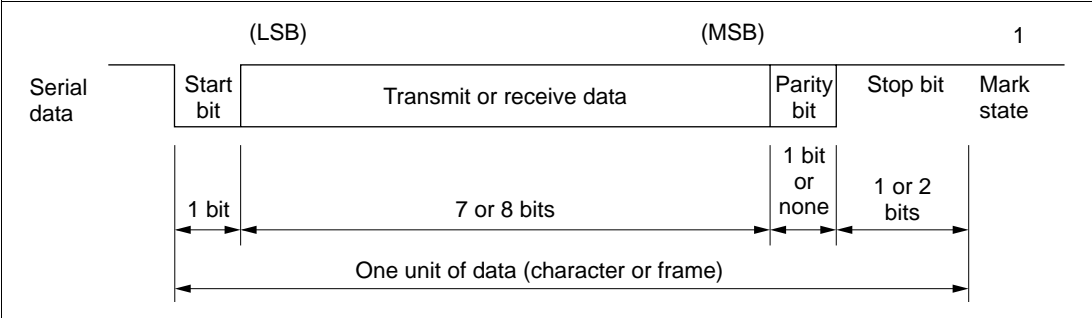 (LSB) (MSB) 1
Serial
data
Start
bit
Transmit or receive data
Parity
bit
Stop bit
Mark
state
1 bit
7 or 8 bits
1 bit
or
none
1 or 2
bits
One unit of data (character or frame)